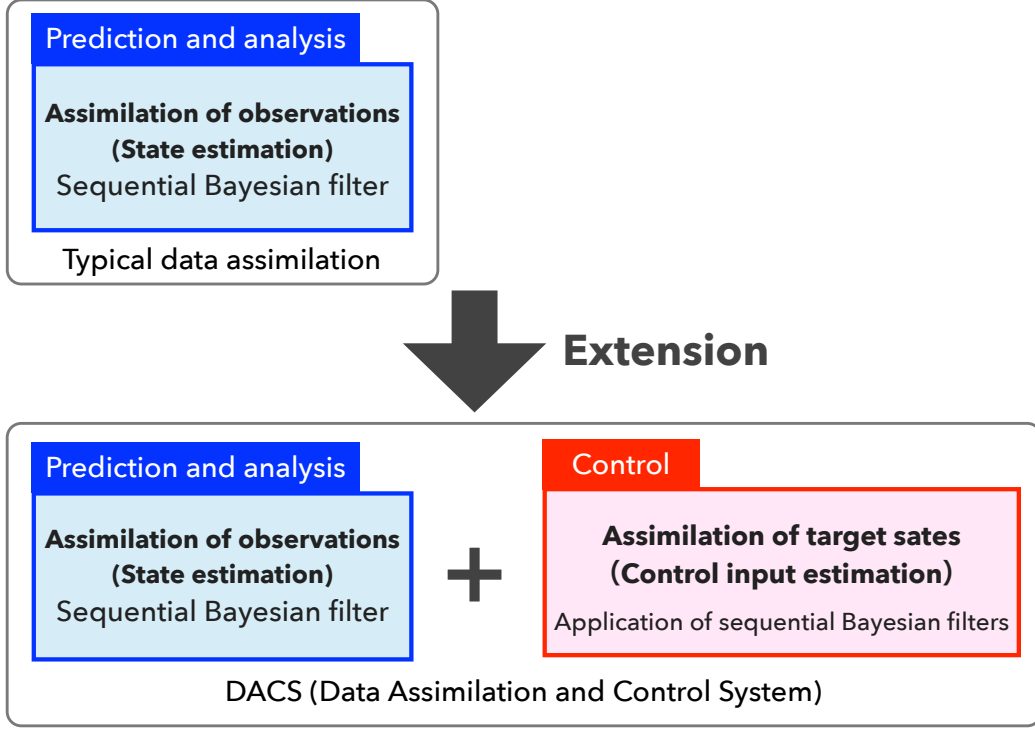 Prediction and analysis
Assimilation of observations
(State estimation)
Sequential Bayesian filter
Typical data assimilation
Extension
Prediction and analysis
Assimilation of observations
(State estimation)
Sequential Bayesian filter
+
Control
Assimilation of target sates
（Control input estimation）
Application of sequential Bayesian filters
DACS (Data Assimilation and Control System)